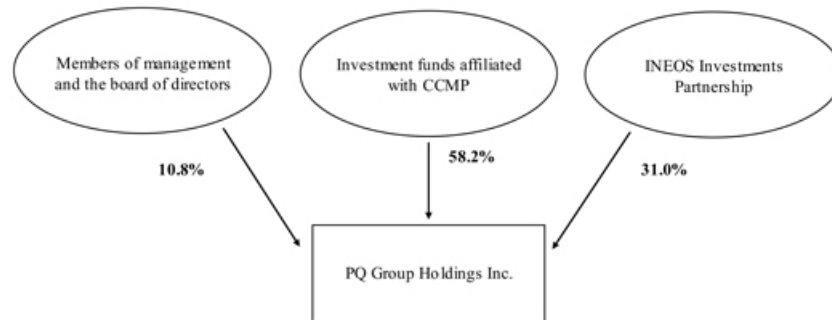 Members of management
and the board of directors
Investment funds affiliated
with CCMP
INEOS Investments
Partnership
10.8%
58.2%
31.0%
PQ Group Holdings Inc.